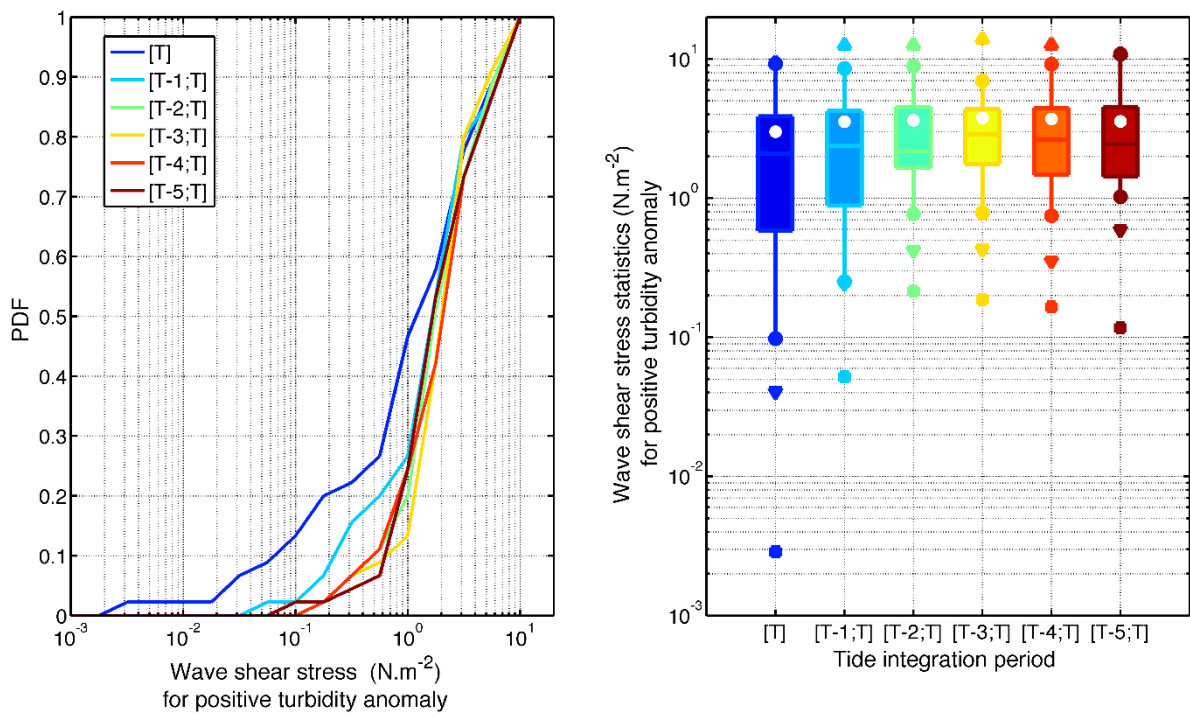 1
0.9
0.8
0.7
0.6
0.5
0.4
0.3
0.2
0.1
0
PDF
[T]
[T-1;T]
[T-2;T]
[T-3;T]
[T-4;T]
[T-5;T]
10^-3
10^-2
10^-1
10^0
10^1
Wave shear stress (N.m^-2)
for positive turbidity anomaly
Wave shear stress statistics (N.m^-2)
for positive turbidity anomaly
10^1
10^0
10^-1
10^-2
10^-3
[T]
[T-1;T]
[T-2;T]
[T-3;T]
[T-4;T]
[T-5;T]
Tide integration period